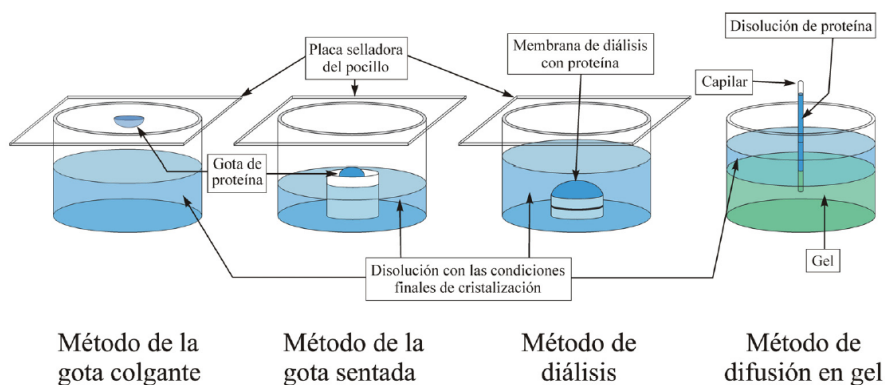 Disolución de proteína
Placa selladora
del pocillo
Membrana de diálisis
con proteína
Capilar
Gota de
proteína
Gel
Disolución con las condiciones
finales de cristalización
Método de la
gota colgante
Método de la
gota sentada
Método de
diálisis
Método de
difusión en gel